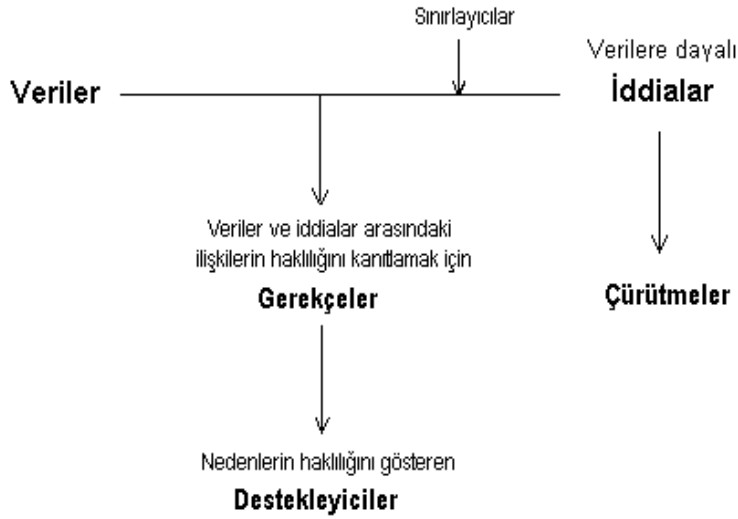 Sınırlayıcılar
Verilere dayalı
Veriler
İddialar
Veriler ve iddialar arasındaki
ilişkilerin haklılığını kanıtlamak için
Gerekçeler
Çürütmeler
Nedenlerin haklılığını gösteren
Destekleyiciler